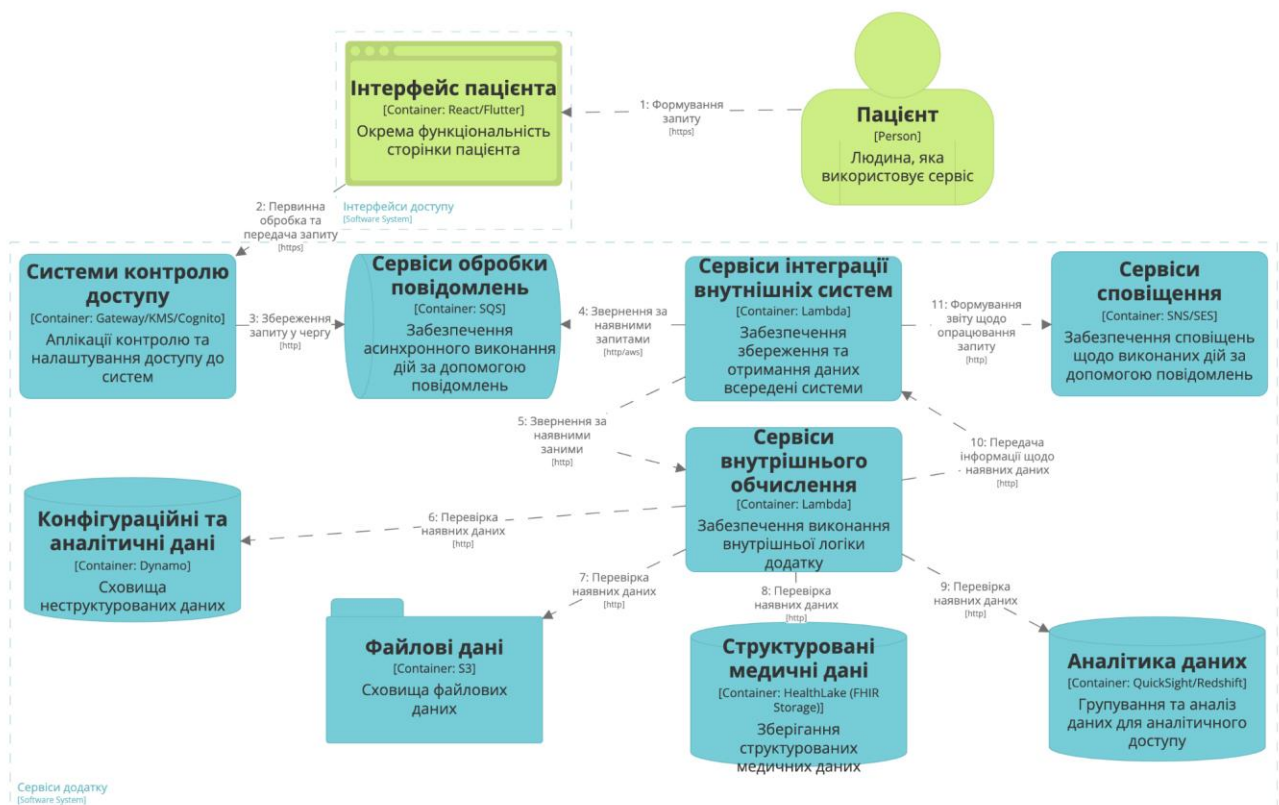 Інтерфейс пацієнта
[Container: React/Flutter]
Окрема функціональність
сторінки пацієнта
1: Формування
запиту
[https]
Пацієнт
[Person]
Людина, яка
використовує сервіс
2: Первинна
обробка та
передача запиту
[https]
Інтерфейси доступу
[Software System]
Системи контролю
доступу
[Container: Gateway/KMS/Cognito]
Аплікації контролю та
налаштування доступу до
систем
3: Збереження
запиту у чергу
[http]
Сервіси обробки
повідомлень
[Container: SQS]
Забезпечення
асинхронного виконання
дій за допомогою
повідомлень
4: Звернення за
наявними
запитами
[http/aws]
Сервіси інтеграції
внутнішніх систем
[Container: Lambda]
Забезпечення
збереження та
отримання даних
всередені системи
11: Формування
звіту щодо
опрацювання
запиту
[http]
Сервіси
сповіщення
[Container: SNS/SES]
Забезпечення сповіщень
щодо виконаних дій за
допомогою повідомлень
5: Звернення за
наявними
заними
[http]
Сервіси
внутрішнього
обчислення
[Container: Lambda]
Забезпечення виконання
внутрішньої логіки
додатку
10: Передача
інформації щодо
наявних даних
[http]
Конфігураційні та
аналітичні дані
[Container: Dynamo]
Сховища
неструктурованих даних
6: Перевірка
наявних даних
[http]
7: Перевірка
наявних даних
[http]
8: Перевірка
наявних даних
[http]
9: Перевірка
наявних даних
[http]
Файлові дані
[Container: S3]
Сховища файлових
даних
Структуровані
медичні дані
[Container: HealthLake (FHIR
Storage)]
Зберігання
структурованих
медичних даних
Аналітика даних
[Container: QuickSight/Redshift]
Групування та аналіз
даних для аналітичного
доступу
Сервіси додатку
[Software System]